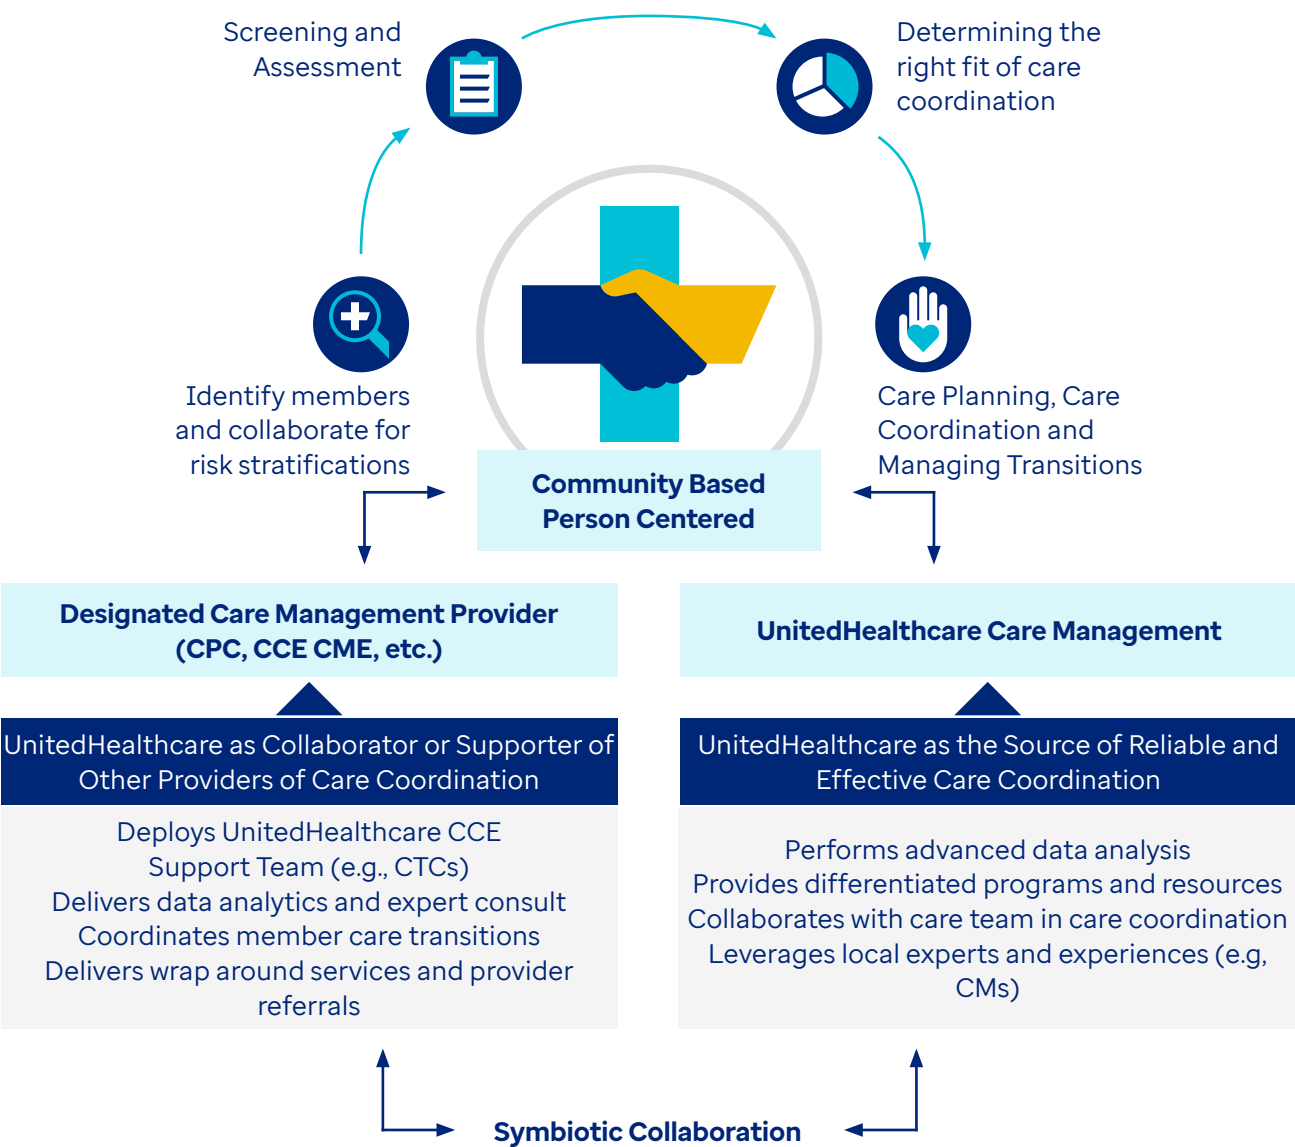 Screening and
Assessment
Determining the
right fit of care
coordination
Identify members
and collaborate for
risk stratifications
Care Planning, Care
Coordination and
Managing Transitions
Community Based
Person Centered
Designated Care Management Provider
(CPC, CCE CME, etc.)
UnitedHealthcare as Collaborator or Supporter of
Other Providers of Care Coordination
Deploys UnitedHealthcare CCE
Support Team (e.g., CTCs)
Delivers data analytics and expert consult
Coordinates member care transitions
Delivers wrap around services and provider
referrals
UnitedHealthcare Care Management
UnitedHealthcare as the Source of Reliable and
Effective Care Coordination
Performs advanced data analysis
Provides differentiated programs and resources
Collaborates with care team in care coordination
Leverages local experts and experiences (e.g,
CMs)
Symbiotic Collaboration